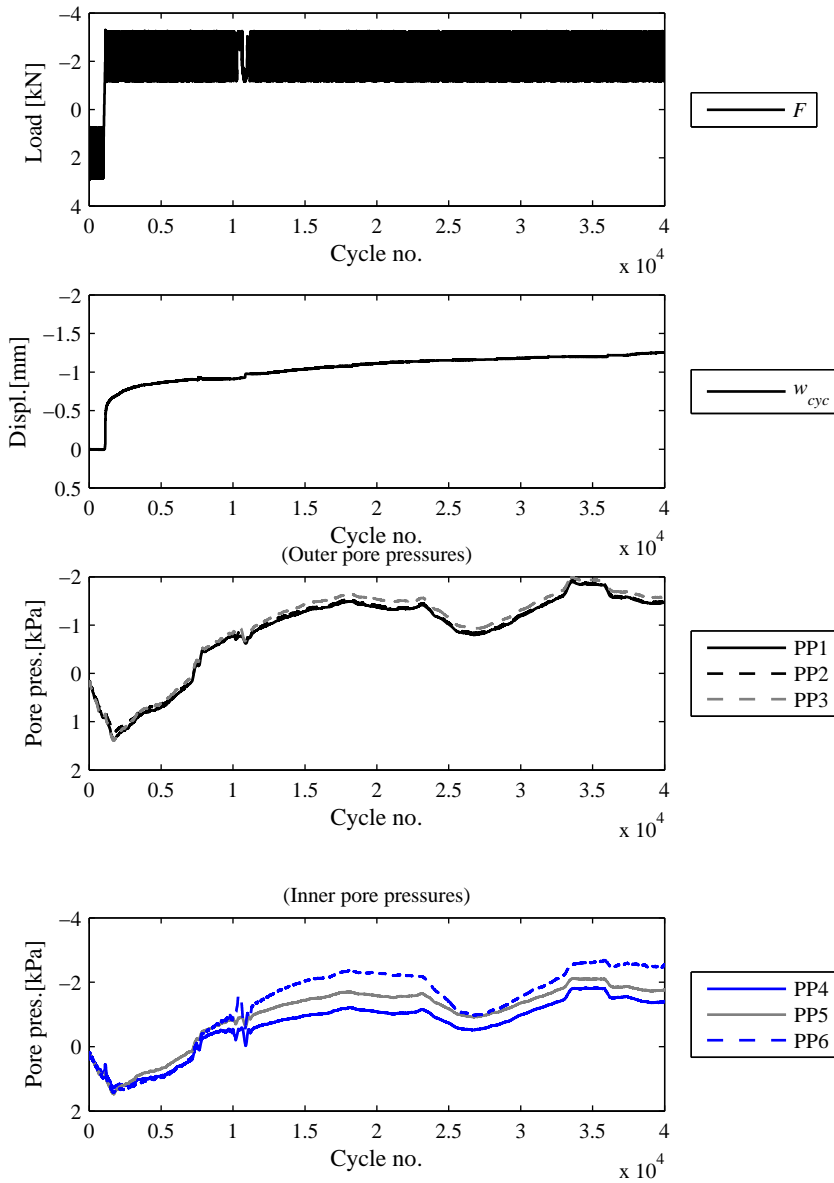 −4
−2
0
2
4
Load [kN]
0 0.5 1 1.5 2 2.5 3 3.5 4
Cycle no.
x 10^4
F
−2
−1.5
−1
−0.5
0
0.5
Displ.[mm]
0 0.5 1 1.5 2 2.5 3 3.5 4
Cycle no.
x 10^4
w_cyc
(Outer pore pressures)
−2
−1
0
1
2
Pore pres.[kPa]
0 0.5 1 1.5 2 2.5 3 3.5 4
Cycle no.
x 10^4
PP1
PP2
PP3
(Inner pore pressures)
−4
−2
0
2
Pore pres.[kPa]
0 0.5 1 1.5 2 2.5 3 3.5 4
Cycle no.
x 10^4
PP4
PP5
PP6